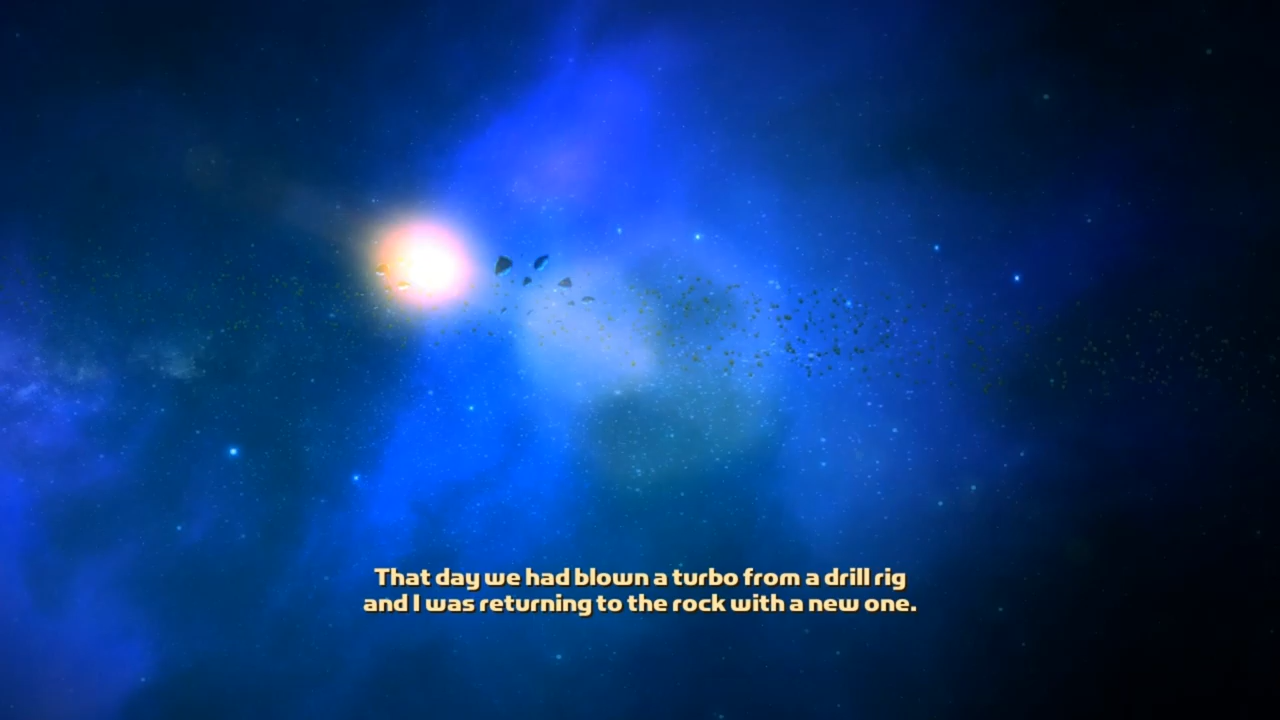 That day we had blown a turbo from a drill rig
and I was returning to the rock with a new one.